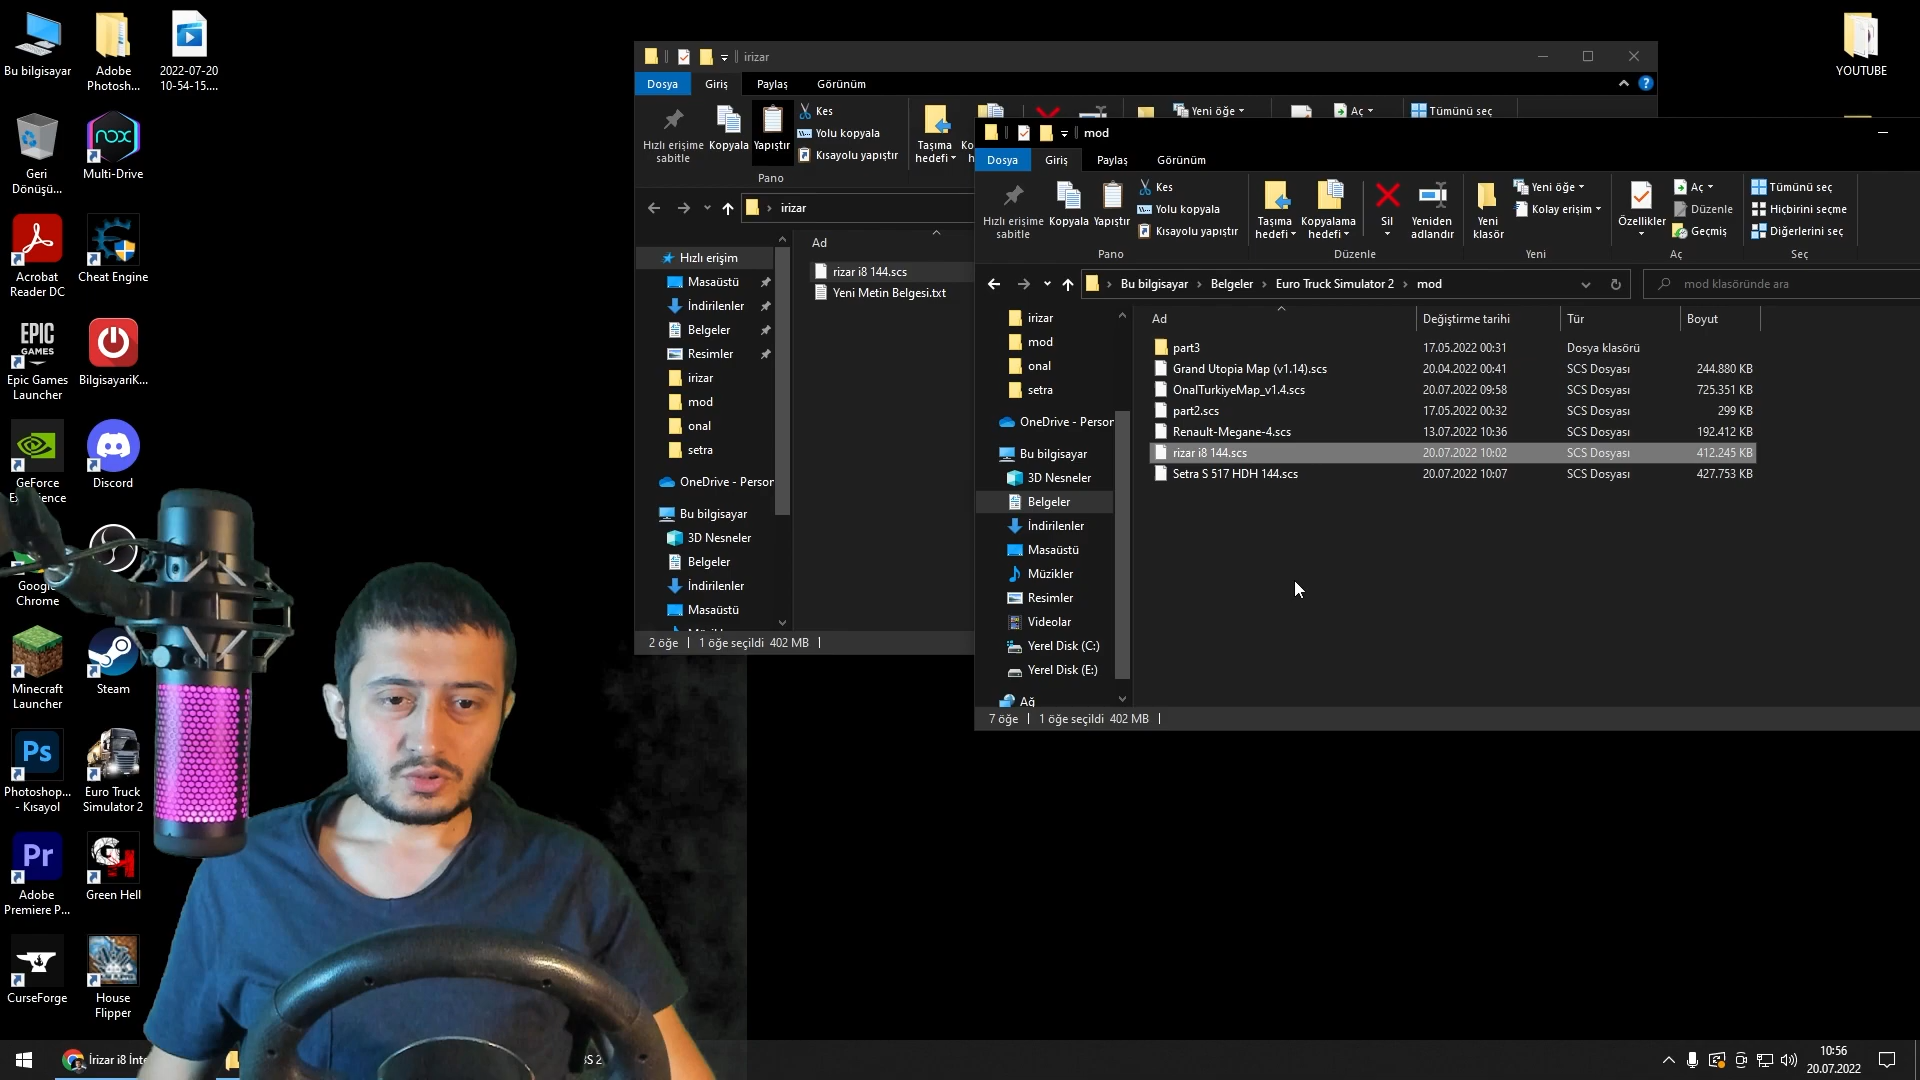 Bu bilgisayar
Adobe
Photosh...
2022-07-20
10-54-15....
Geri
Dönüşü...
nox
Multi-Drive
Acrobat
Reader DC
Cheat Engine
EPIC
GAMES
Epic Games
Launcher
BilgisayariK...
GeForce
Discord
Google
Chrome
Minecraft
Launcher
Steam
Ps
Photoshop...
- Kısayol
Euro Truck
Simulator 2
Pr
Adobe
Premiere P...
GH
Green Hell
CurseForge
House
Flipper
YOUTUBE
irizar
Dosya
Giriş
Paylaş
Görünüm
Hızlı erişime
sabitle
Kopyala
Yapıştır
Kes
Yolu kopyala
Kısayolu yapıştır
Pano
Taşıma
hedefi
Yeni öğe
Aç
Tümünü seç
irizar
Hızlı erişim
Masaüstü
İndirilenler
Belgeler
Resimler
irizar
mod
onal
setra
OneDrive - Person
Bu bilgisayar
3D Nesneler
Belgeler
İndirilenler
Masaüstü
Ad
rizar i8 144.scs
Yeni Metin Belgesi.txt
2 öğe
1 öğe seçildi 402 MB
mod
Dosya
Giriş
Paylaş
Görünüm
Hızlı erişime
sabitle
Kopyala
Yapıştır
Kes
Yolu kopyala
Kısayolu yapıştır
Pano
Taşıma
hedefi
Kopyalama
hedefi
Sil
Yeniden
adlandır
Düzenle
Yeni
klasör
Yeni öğe
Kolay erişim
Yeni
Özellikler
Aç
Düzenle
Geçmiş
Aç
Tümünü seç
Hiçbirini seçme
Diğerlerini seç
Seç
Bu bilgisayar › Belgeler › Euro Truck Simulator 2 › mod
mod klasöründe ara
irizar
mod
onal
setra
OneDrive - Person
Bu bilgisayar
3D Nesneler
Belgeler
İndirilenler
Masaüstü
Müzikler
Resimler
Videolar
Yerel Disk (C:)
Yerel Disk (E:)
Ağ
Ad Değiştirme tarihi Tür Boyut
part3 17.05.2022 00:31 Dosya klasörü
Grand Utopia Map (v1.14).scs 20.04.2022 00:41 SCS Dosyası 244.880 KB
OnalTurkiyeMap_v1.4.scs 20.07.2022 09:58 SCS Dosyası 725.351 KB
part2.scs 17.05.2022 00:32 SCS Dosyası 299 KB
Renault-Megane-4.scs 13.07.2022 10:36 SCS Dosyası 192.412 KB
rizar i8 144.scs 20.07.2022 10:02 SCS Dosyası 412.245 KB
Setra S 517 HDH 144.scs 20.07.2022 10:07 SCS Dosyası 427.753 KB
7 öğe
1 öğe seçildi 402 MB
İrizar i8 İnte
10:56
20.07.2022